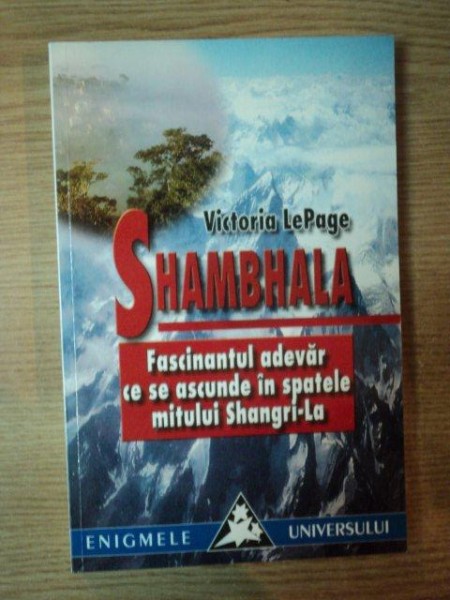 Victoria LePage
SHAMBHALA
Fascinantul adevăr
ce se ascunde în spatele
mitului Shangri-La
ENIGMELE UNIVERSULUI